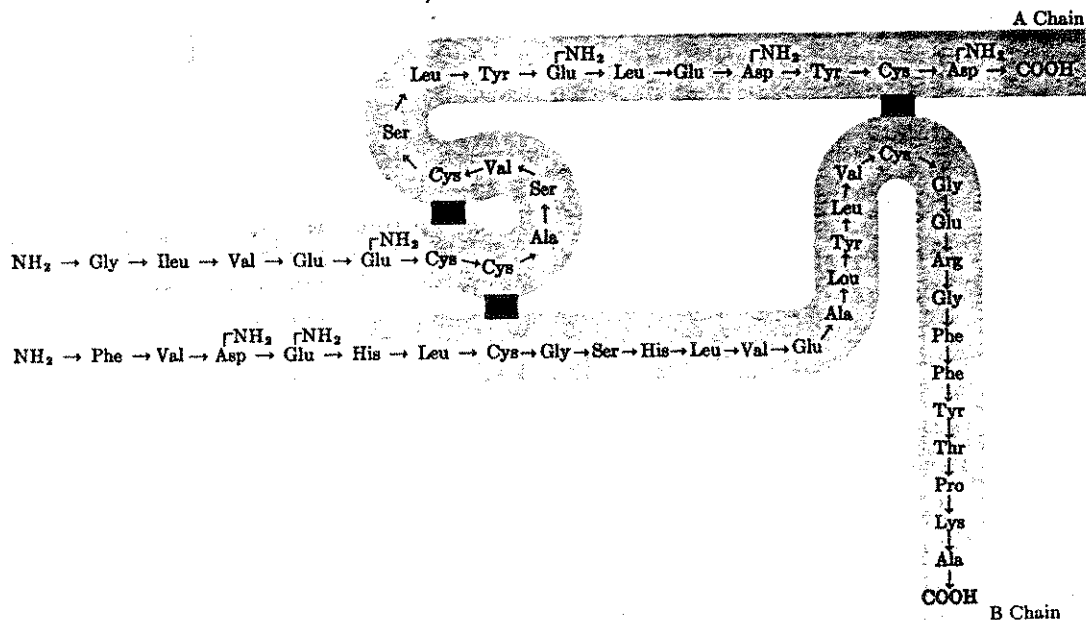 A Chain
NH₂ NH₂ NH₂
Leu → Tyr → Glu → Leu → Glu → Asp → Tyr → Cys → Asp → COOH
Ser
Cys ← Val
Ser
Ala
NH₂
NH₂ → Gly → Ileu → Val → Glu → Glu → Cys → Cys
NH₂ NH₂
NH₂ → Phe → Val → Asp → Glu → His → Leu → Cys → Gly → Ser → His → Leu → Val → Glu
Ala
Lou
Tyr
Leu
Val → Cys
Gly
Glu
Arg
Gly
Phe
Phe
Tyr
Thr
Pro
Lys
Ala
COOH
B Chain